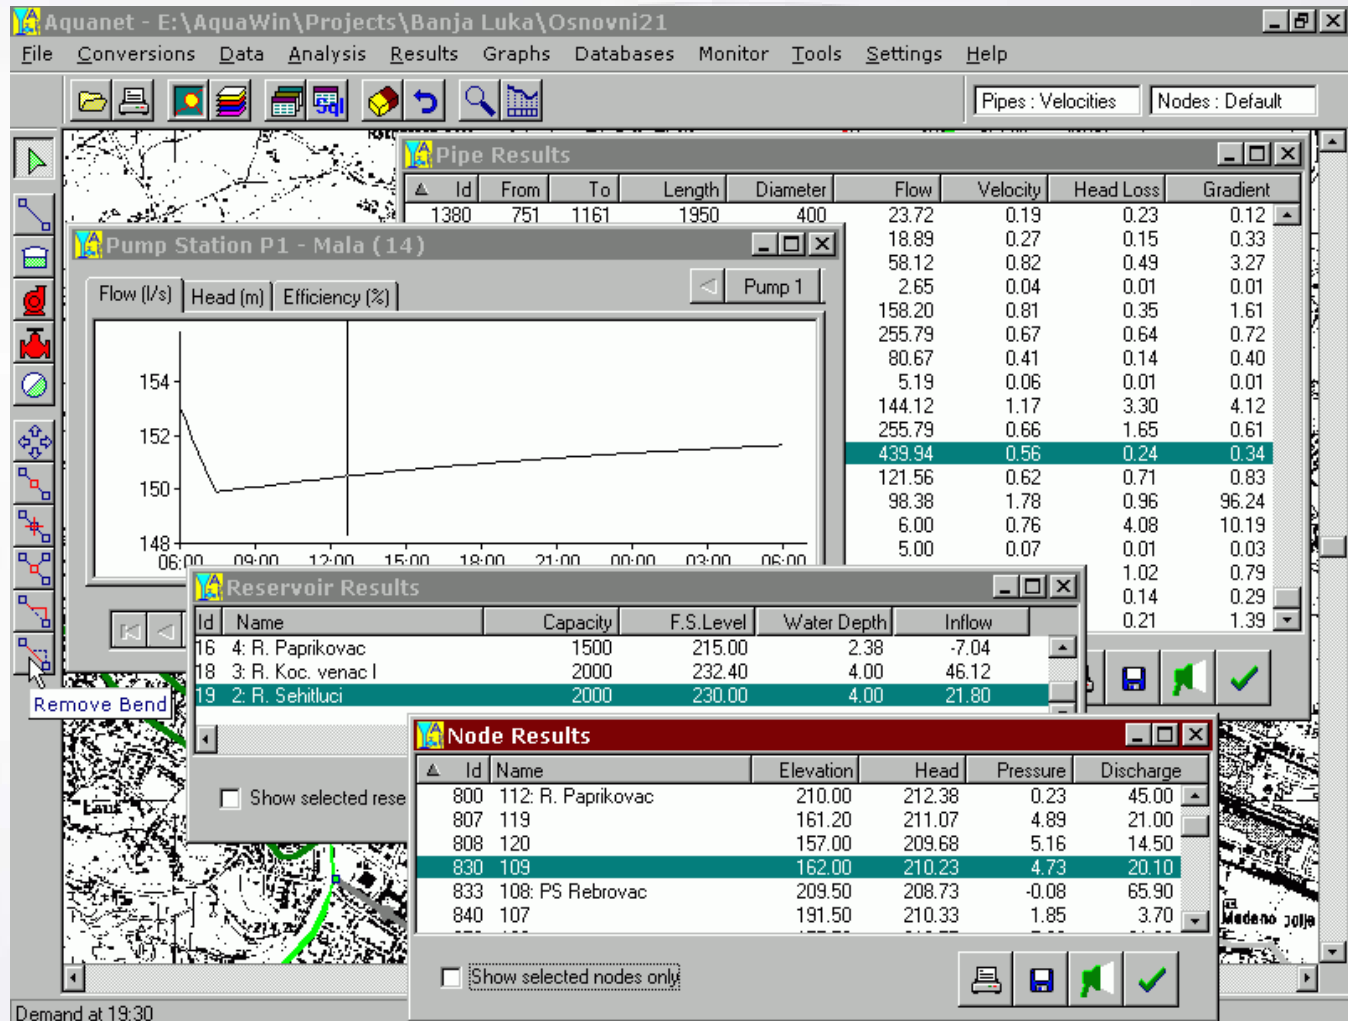 Aquanet - E:\AquaWin\Projects\Banja Luka\Osnovni21
File Conversions Data Analysis Results Graphs Databases Monitor Tools Settings Help
sql
Pipes : Velocities Nodes : Default
Pipe Results
Id From To Length Diameter Flow Velocity Head Loss Gradient
1380 751 1161 1950 400 23.72 0.19 0.23 0.12
18.89 0.27 0.15 0.33
58.12 0.82 0.49 3.27
2.65 0.04 0.01 0.01
158.20 0.81 0.35 1.61
255.79 0.67 0.64 0.72
80.67 0.41 0.14 0.40
5.19 0.06 0.01 0.01
144.12 1.17 3.30 4.12
255.79 0.66 1.65 0.61
439.94 0.56 0.24 0.34
121.56 0.62 0.71 0.83
98.38 1.78 0.96 96.24
6.00 0.76 4.08 10.19
5.00 0.07 0.01 0.03
1.02 0.79
0.14 0.29
0.21 1.39
Pump Station P1 - Mala (14)
Flow (l/s) Head (m) Efficiency (%) Pump 1
154
152
150
148
06:00 09:00 12:00 15:00 18:00 21:00 00:00 03:00 06:00
Remove Bend
Reservoir Results
Id Name Capacity F.S.Level Water Depth Inflow
16 4: R. Paprikovac 1500 215.00 2.38 -7.04
18 3: R. Koc. venac I 2000 232.40 4.00 46.12
19 2: R. Sehitluci 2000 230.00 4.00 21.80
Show selected rese
Node Results
Id Name Elevation Head Pressure Discharge
800 112: R. Paprikovac 210.00 212.38 0.23 45.00
807 119 161.20 211.07 4.89 21.00
808 120 157.00 209.68 5.16 14.50
830 109 162.00 210.23 4.73 20.10
833 108: PS Rebrovac 209.50 208.73 -0.08 65.90
840 107 191.50 210.33 1.85 3.70
Show selected nodes only
Laus
Madeno polje
Demand at 19:30